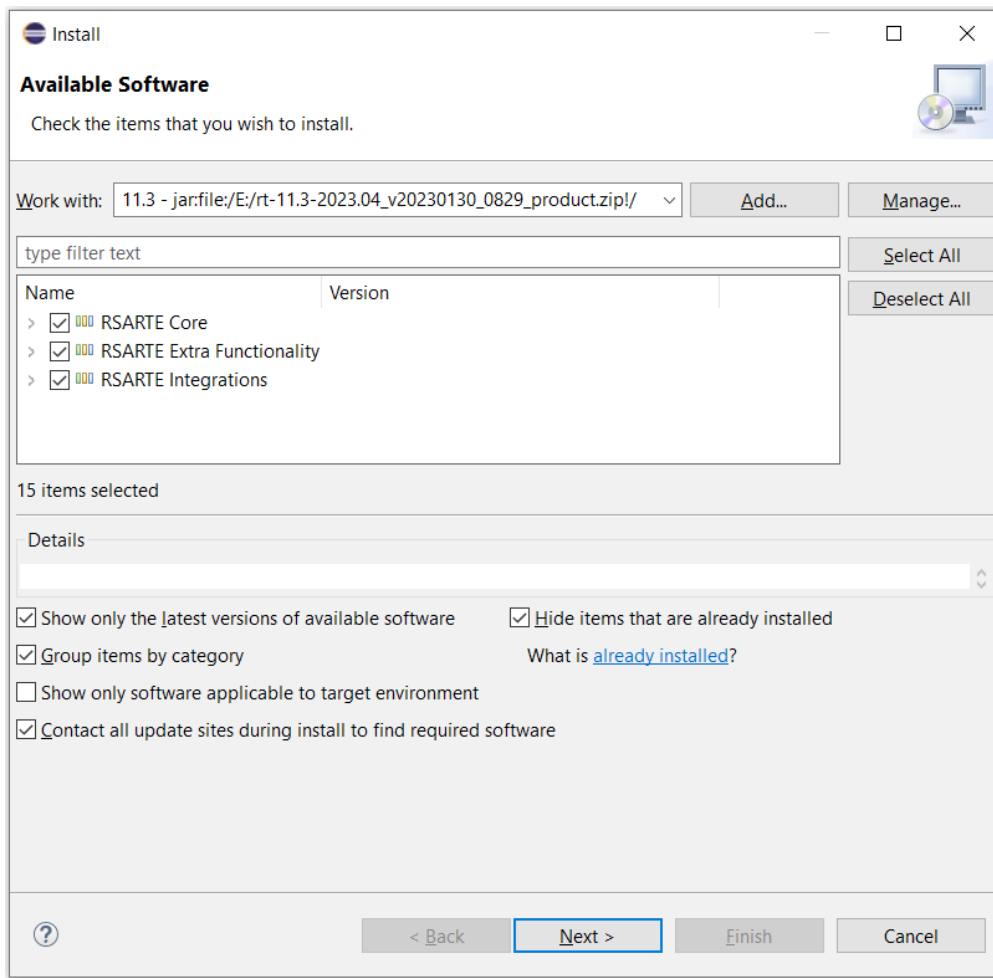 Install
Available Software
Check the items that you wish to install.
Work with: 11.3 - jar:file:/E:/rt-11.3-2023.04_v20230130_0829_product.zip!/ Add... Manage...
type filter text Select All
Name Version Deselect All
RSARTE Core
RSARTE Extra Functionality
RSARTE Integrations
15 items selected
Details
Show only the latest versions of available software Hide items that are already installed
Group items by category What is already installed?
Show only software applicable to target environment
Contact all update sites during install to find required software
? < Back Next > Finish Cancel